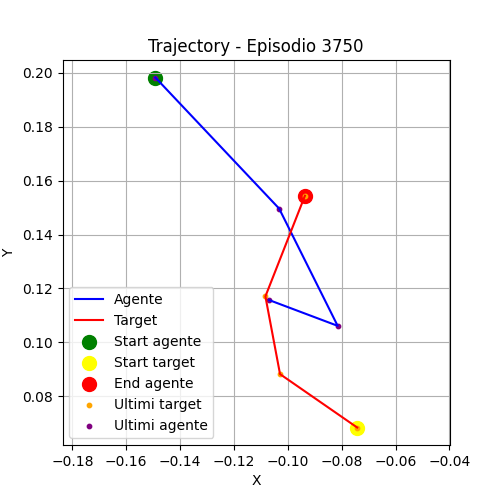 Trajectory - Episodio 3750
0.20
0.18
0.16
0.14
0.12
0.10
0.08
Y
Agente
Target
Start agente
Start target
End agente
Ultimi target
Ultimi agente
−0.18 −0.16 −0.14 −0.12 −0.10 −0.08 −0.06 −0.04
X